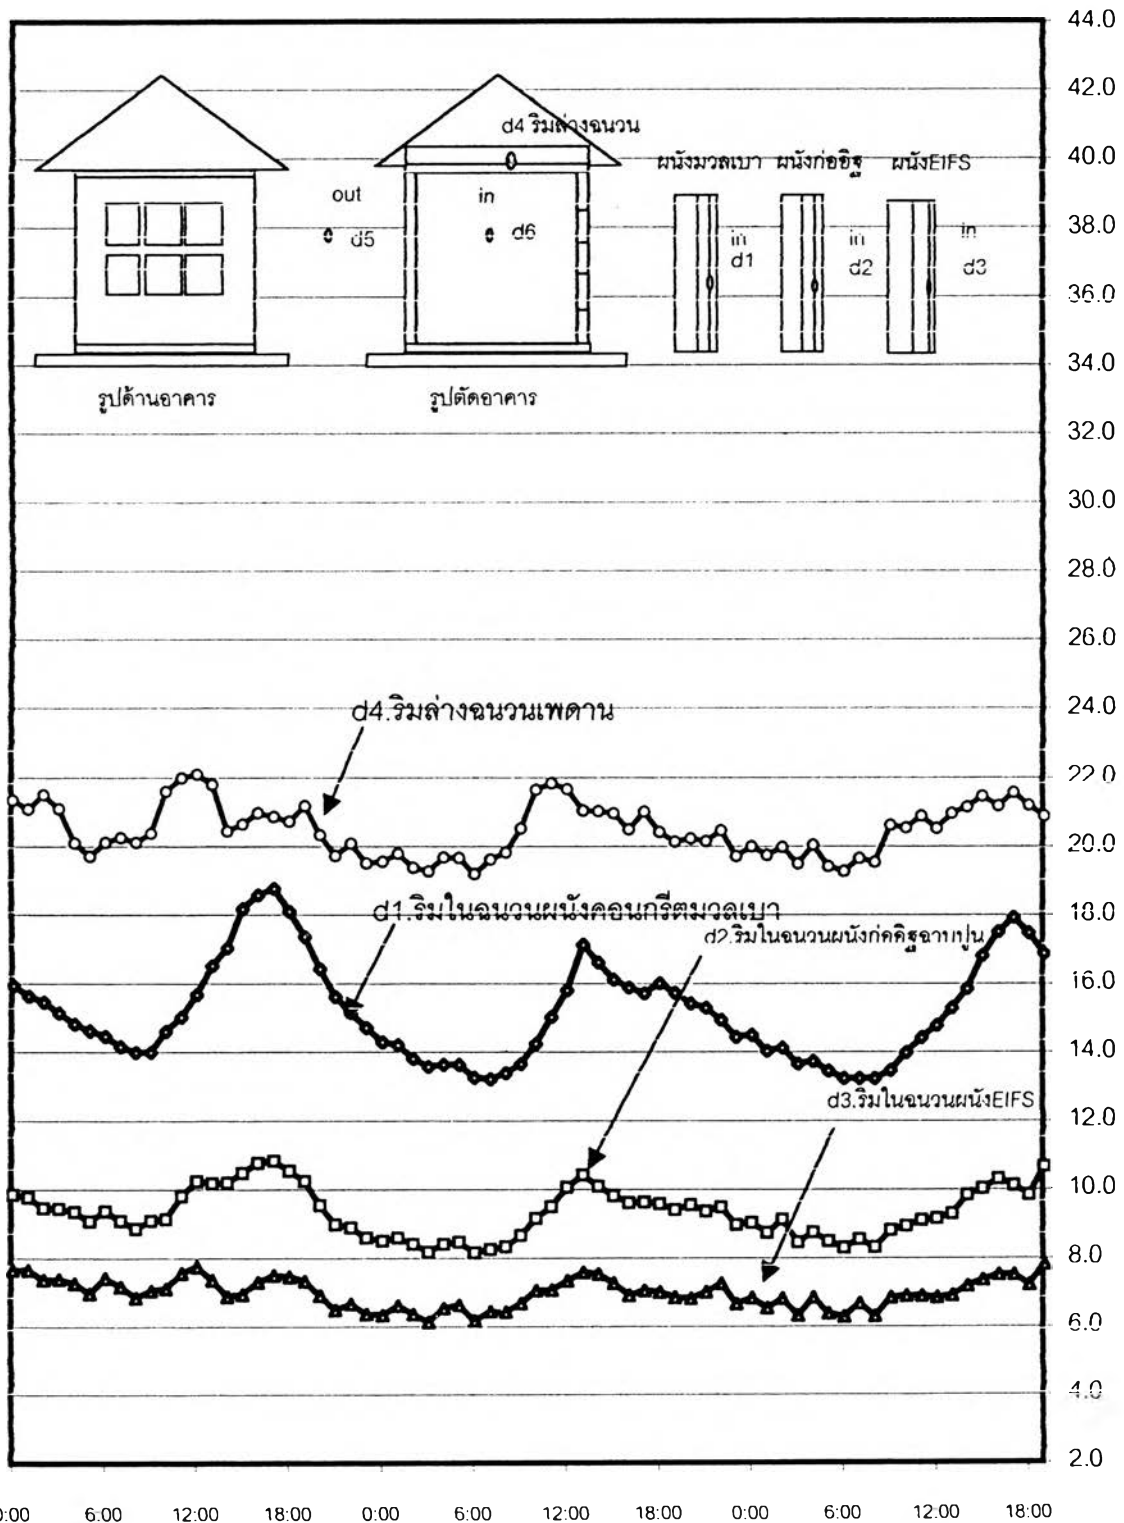 44.0
42.0
d4 ริมล่างฉนวน
40.0
ผนังมวลเบา ผนังก่ออิฐ ผนังEIFS
out in
38.0
d5 d6 in in in
d1 d2 d3
36.0
34.0
รูปด้านอาคาร รูปตัดอาคาร
32.0
30.0
28.0
26.0
24.0
d4.ริมล่างฉนวนเพดาน
22.0
20.0
18.0
d1.ริมในฉนวนผนังคอนกรีตมวลเบา
d2.ริมในฉนวนผนังก่ออิฐฉาบปูน
16.0
14.0
d3.ริมในฉนวนผนังEIFS
12.0
10.0
8.0
6.0
4.0
2.0
0:00 6:00 12:00 18:00 0:00 6:00 12:00 18:00 0:00 6:00 12:00 18:00